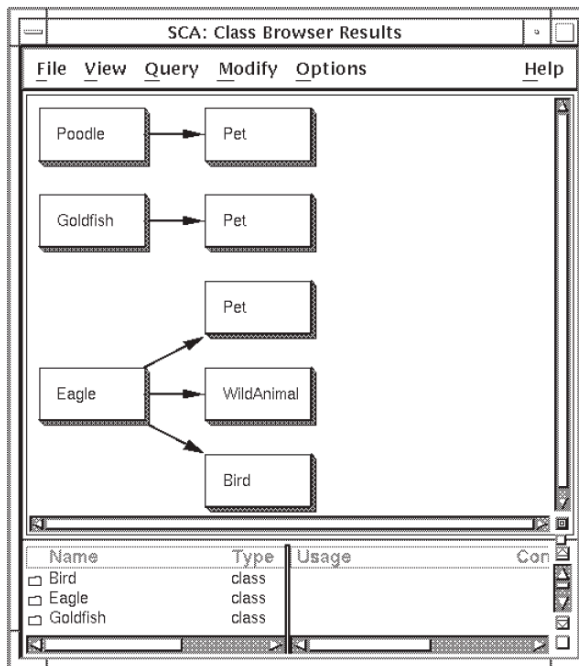 SCA: Class Browser Results
File View Query Modify Options Help
Poodle Pet
Goldfish Pet
Pet
Eagle WildAnimal
Bird
Name Type Usage Con
Bird class
Eagle class
Goldfish class